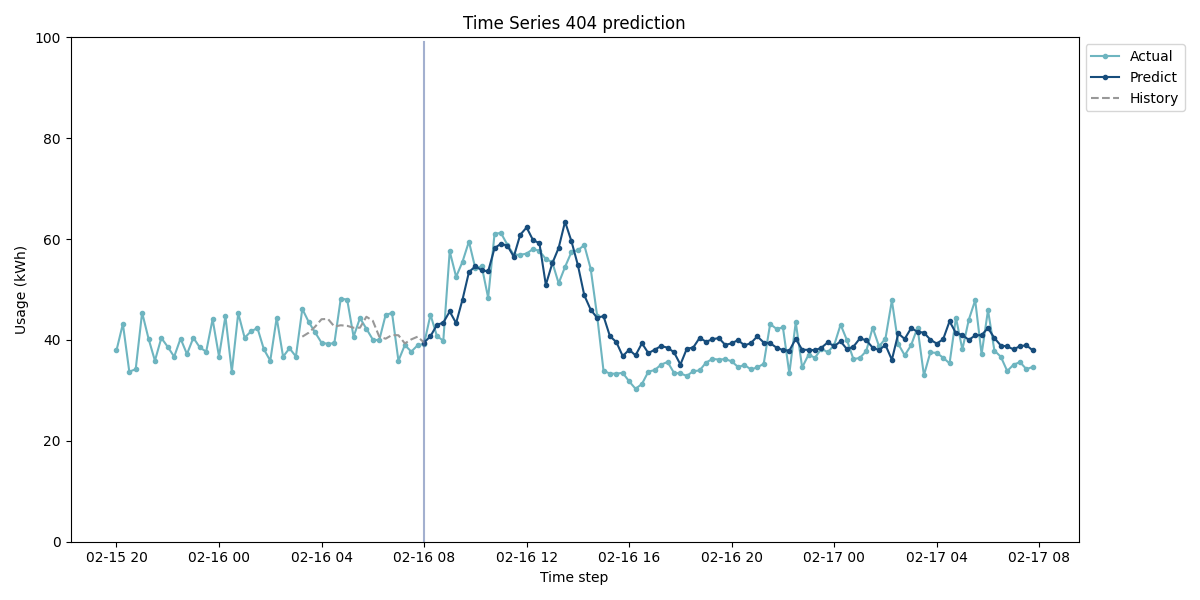 Time Series 404 prediction
100
80
60
40
20
0
Usage (kWh)
02-15 20
02-16 00
02-16 04
02-16 08
02-16 12
02-16 16
02-16 20
02-17 00
02-17 04
02-17 08
Time step
Actual
Predict
History